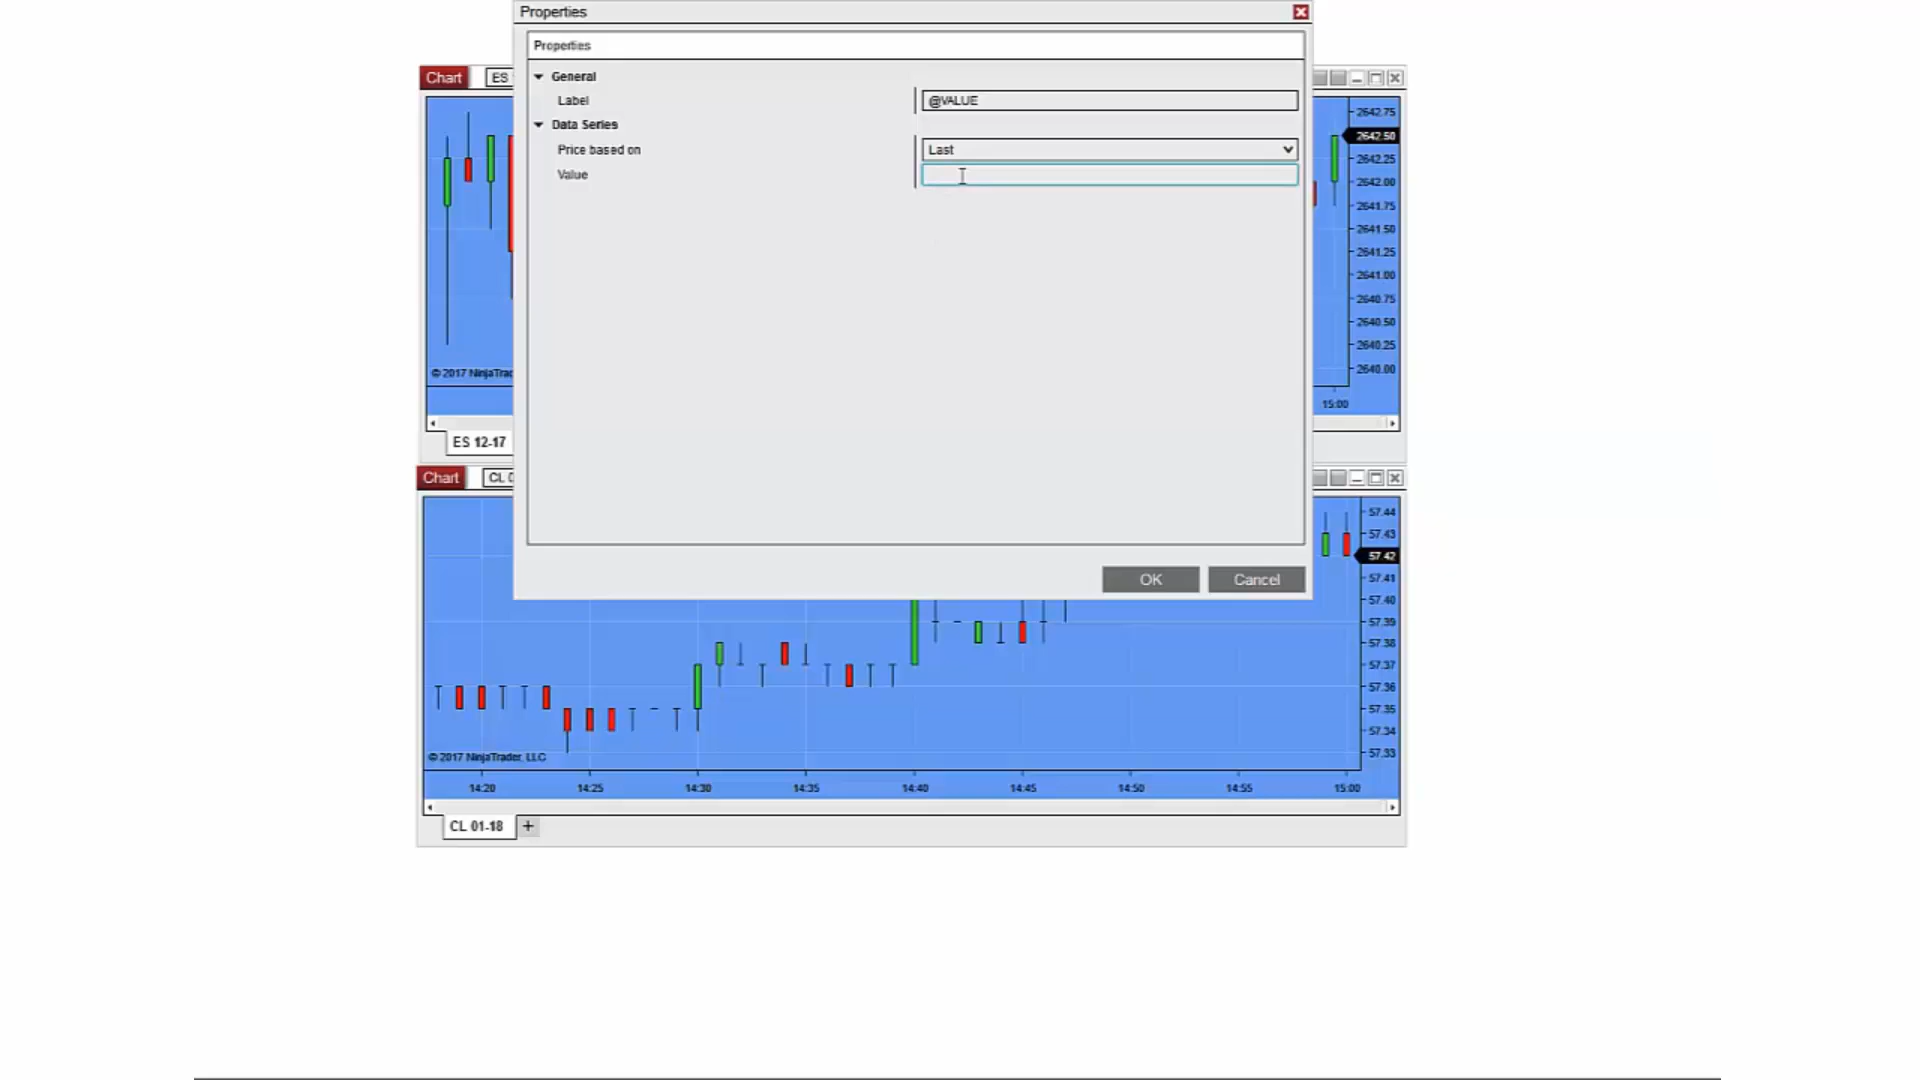 Properties
Properties
General
Label
@VALUE
Data Series
Price based on
Last
Value
OK
Cancel
Chart
ES
2642.75
2642.50
2642.25
2642.00
2641.75
2641.50
2641.25
2641.00
2640.75
2640.50
2640.25
2640.00
© 2017 NinjaTrad
15:00
ES 12-17
Chart
CL 0
57.44
57.43
57.42
57.41
57.40
57.39
57.38
57.37
57.36
57.35
57.34
57.33
© 2017 NinjaTrader, LLC
14:20 14:25 14:30 14:35 14:40 14:45 14:50 14:55 15:00
CL 01-18 +